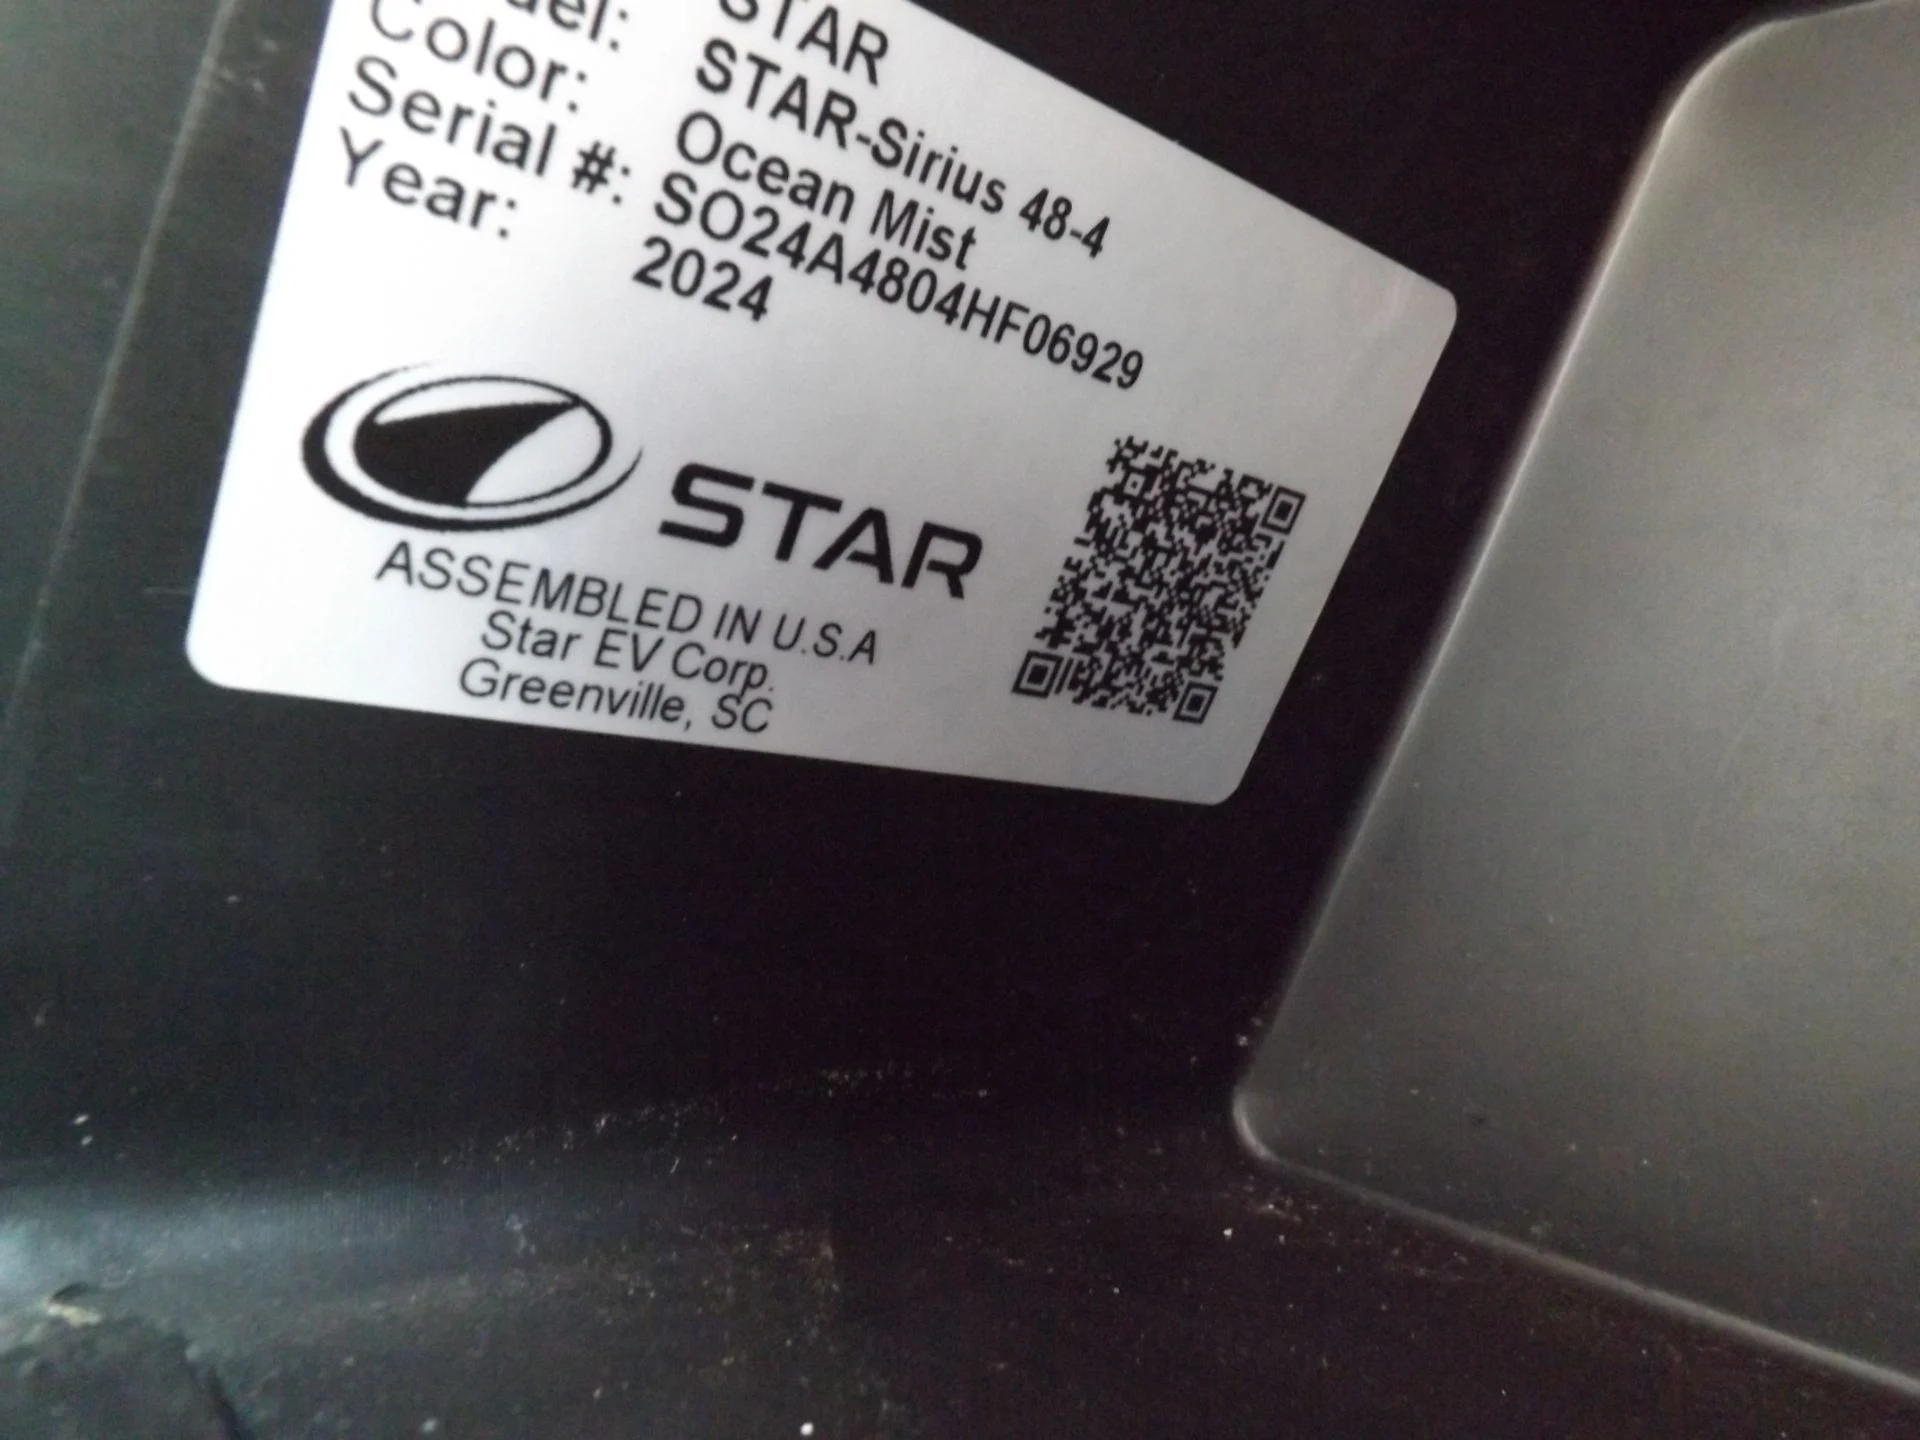 STAR
Model: STAR-Sirius 48-4
Color: Ocean Mist
Serial #: SO24A4804HF06929
Year: 2024
STAR
ASSEMBLED IN U.S.A
Star EV Corp.
Greenville, SC